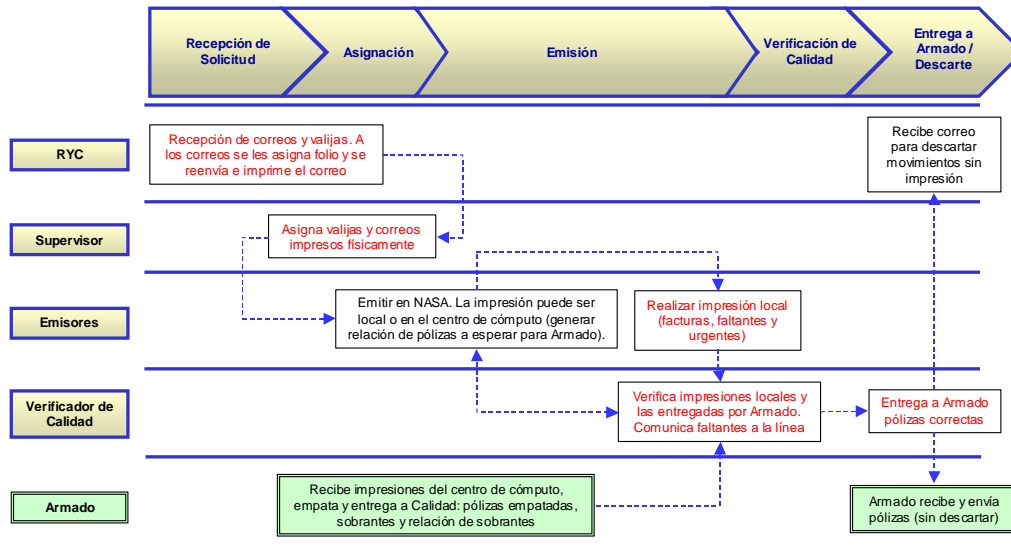 Recepción de
Solicitud
Asignación
Emisión
Verificación de
Calidad
Entrega a
Armado /
Descarte
RYC
Recepción de correos y valijas. A
los correos se les asigna folio y se
reenvía e imprime el correo
Recibe correo
para descartar
movimientos sin
impresión
Supervisor
Asigna valijas y correos
impresos físicamente
Emisores
Emitir en NASA. La impresión puede ser
local o en el centro de cómputo (generar
relación de pólizas a esperar para Armado).
Realizar impresión local
(facturas, faltantes y
urgentes)
Verificador de
Calidad
Verifica impresiones locales y
las entregadas por Armado.
Comunica faltantes a la línea
Entrega a Armado
pólizas correctas
Armado
Recibe impresiones del centro de cómputo,
empata y entrega a Calidad: pólizas empatadas,
sobrantes y relación de sobrantes
Armado recibe y envía
pólizas (sin descartar)